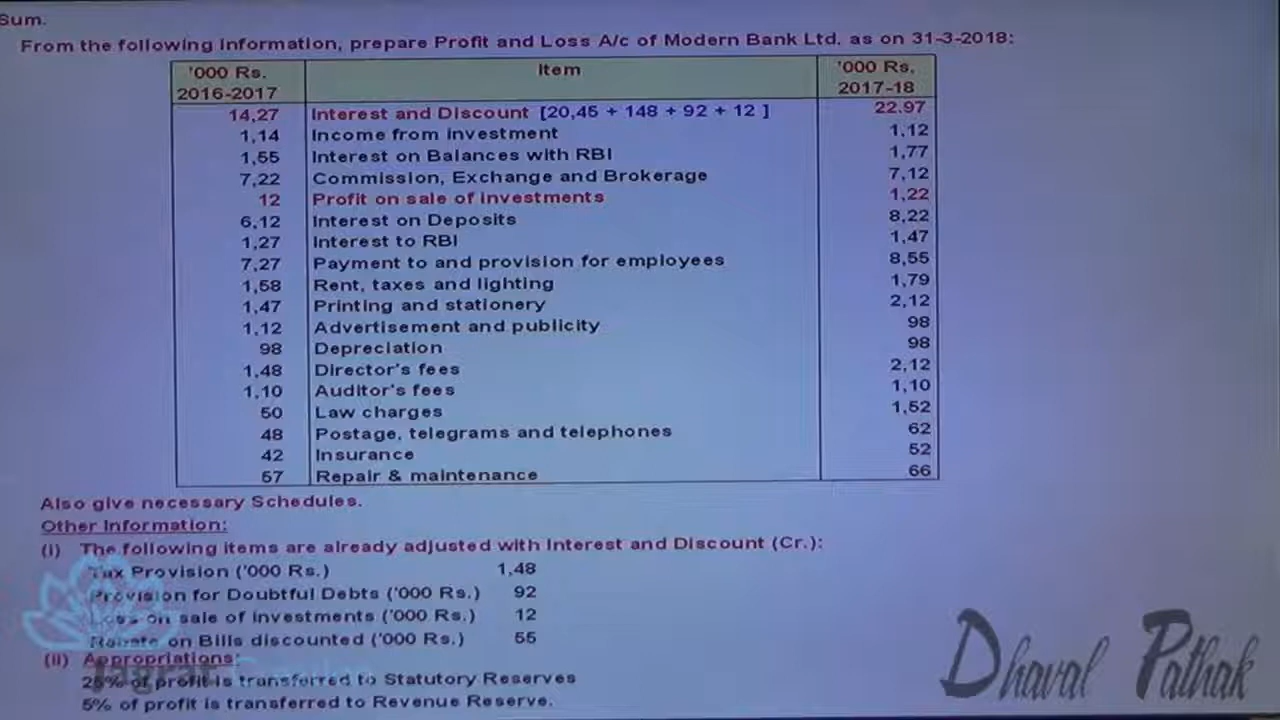 Sum.
From the following information, prepare Profit and Loss A/c of Modern Bank Ltd. as on 31-3-2018:
'000 Rs. 2016-2017 Item '000 Rs. 2017-18
14,27 Interest and Discount [20,45 + 148 + 92 + 12 ] 22.97
1,14 Income from investment 1,12
1,55 Interest on Balances with RBI 1,77
7,22 Commission, Exchange and Brokerage 7,12
12 Profit on sale of investments 1,22
6,12 Interest on Deposits 8,22
1,27 Interest to RBI 1,47
7,27 Payment to and provision for employees 8,55
1,58 Rent, taxes and lighting 1,79
1,47 Printing and stationery 2,12
1,12 Advertisement and publicity 98
98 Depreciation 98
1,48 Director's fees 2,12
1,10 Auditor's fees 1,10
50 Law charges 1,52
48 Postage, telegrams and telephones 62
42 Insurance 52
57 Repair & maintenance 66
Also give necessary Schedules.
Other Information:
(i) The following items are already adjusted with Interest and Discount (Cr.):
Tax Provision ('000 Rs.) 1,48
Provision for Doubtful Debts ('000 Rs.) 92
Loss on sale of investments ('000 Rs.) 12
Rebate on Bills discounted ('000 Rs.) 55
(ii) Appropriations:
25% of profit is transferred to Statutory Reserves
5% of profit is transferred to Revenue Reserve.
Dhaval Pathak